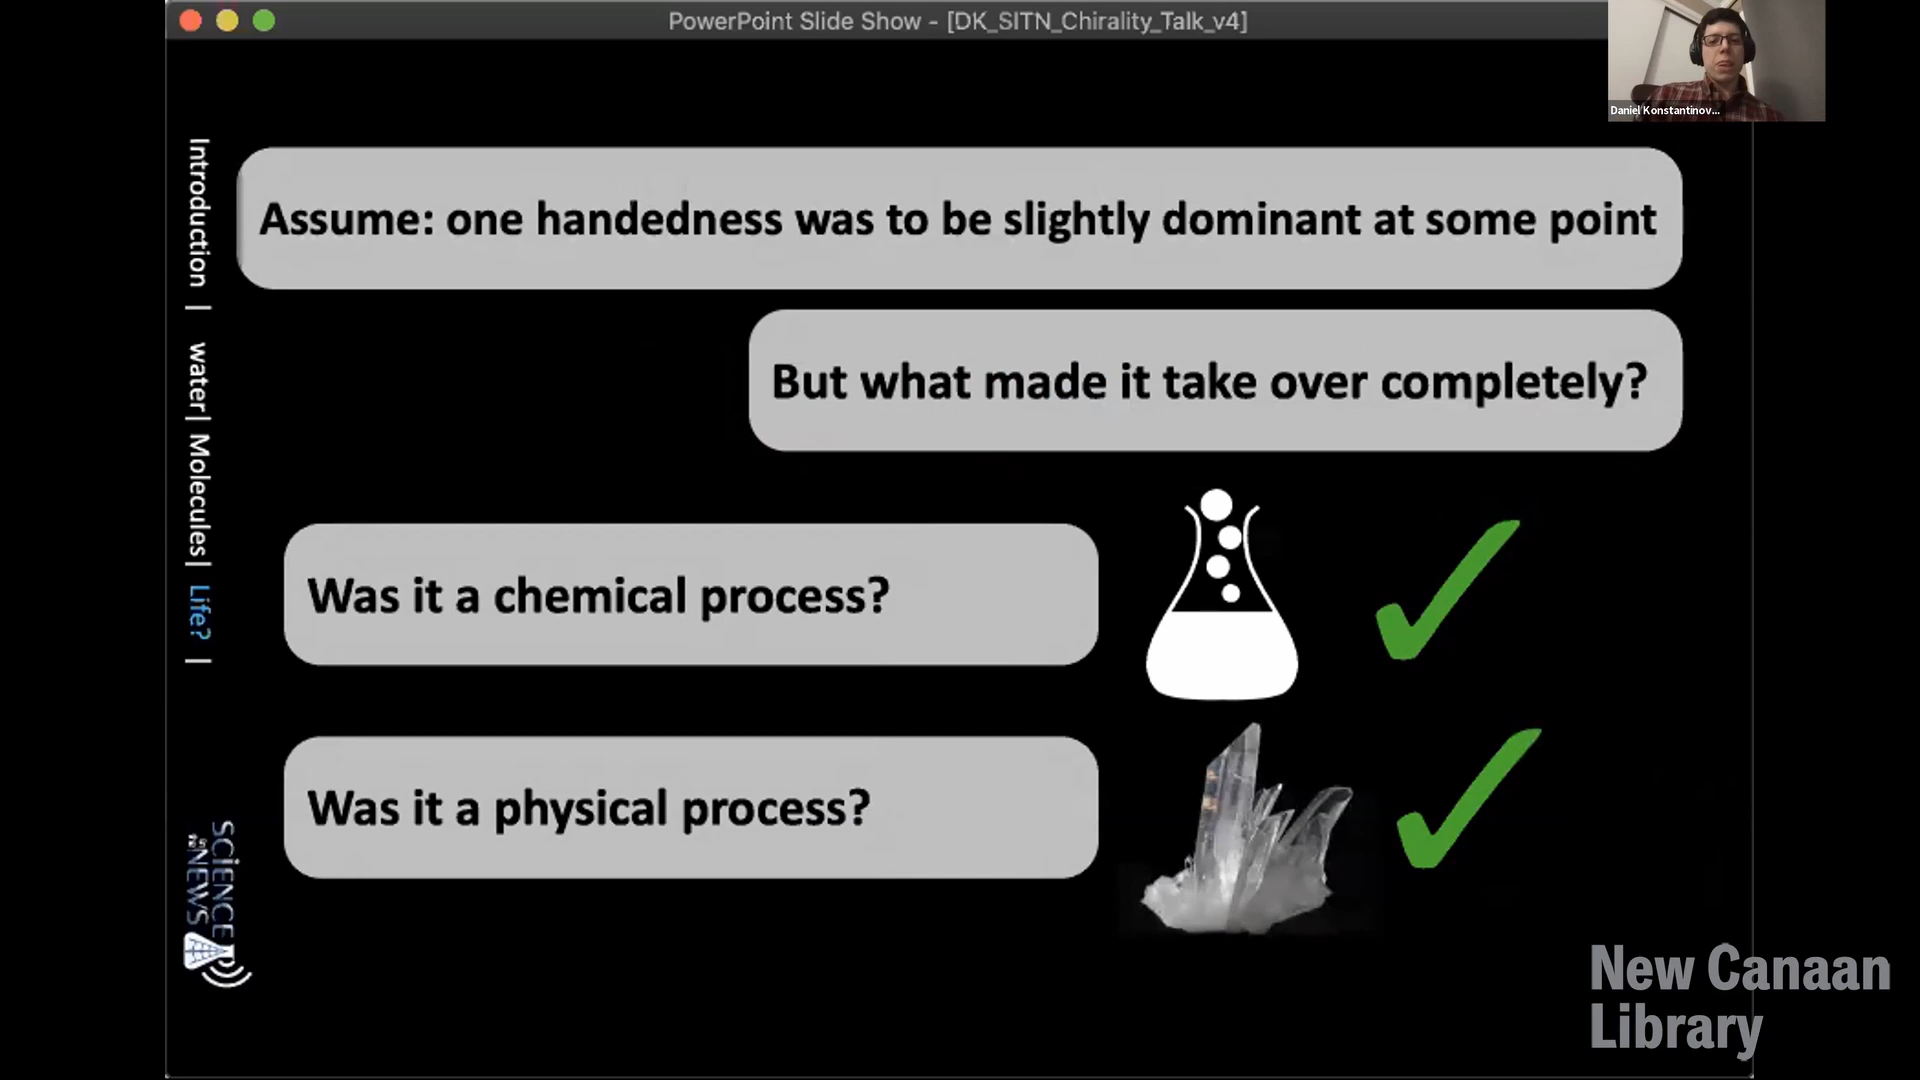 PowerPoint Slide Show - [DK_SITN_Chirality_Talk_v4]
Daniel Konstantinov...
Introduction | water| Molecules| Life? |
Assume: one handedness was to be slightly dominant at some point
But what made it take over completely?
Was it a chemical process?
Was it a physical process?
SCIENCE
IN THE
NEWS
New Canaan
Library